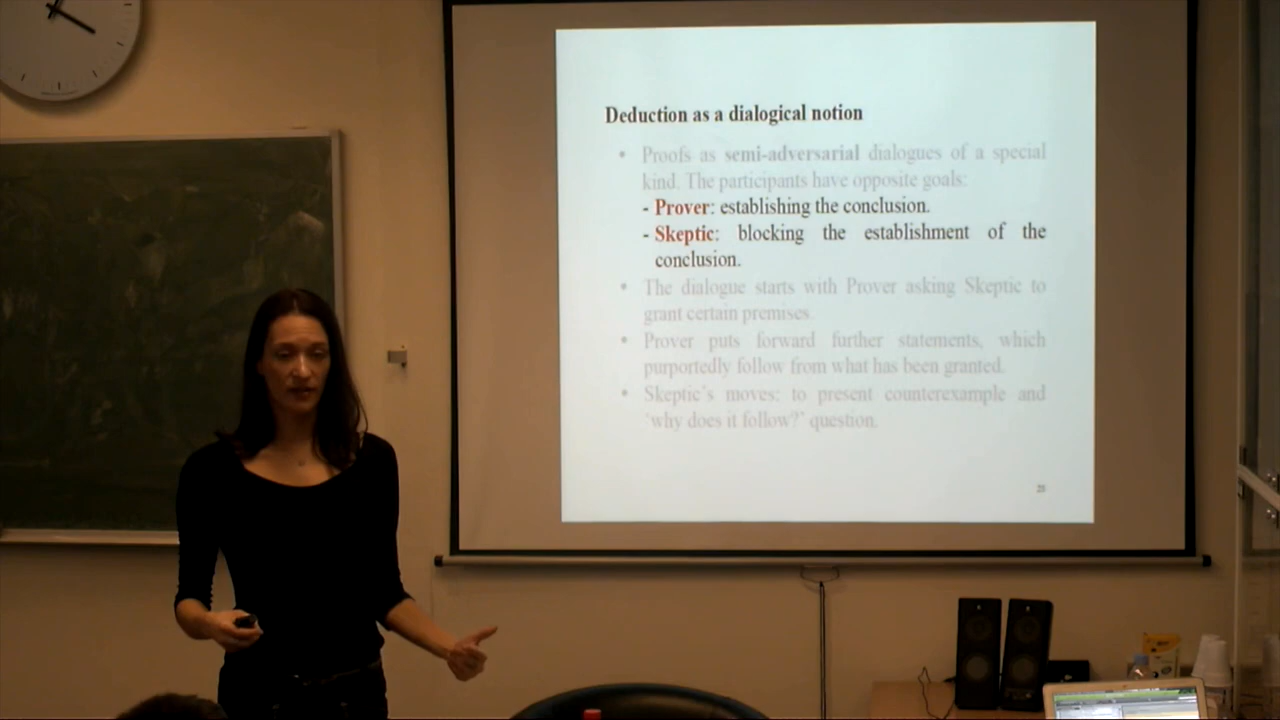 Deduction as a dialogical notion
• Proofs as semi-adversarial dialogues of a special
kind. The participants have opposite goals:
- Prover: establishing the conclusion.
- Skeptic: blocking the establishment of the
conclusion.
• The dialogue starts with Prover asking Skeptic to
grant certain premises.
• Prover puts forward further statements, which
purportedly follow from what has been granted.
• Skeptic's moves: to present counterexample and
'why does it follow?' question.